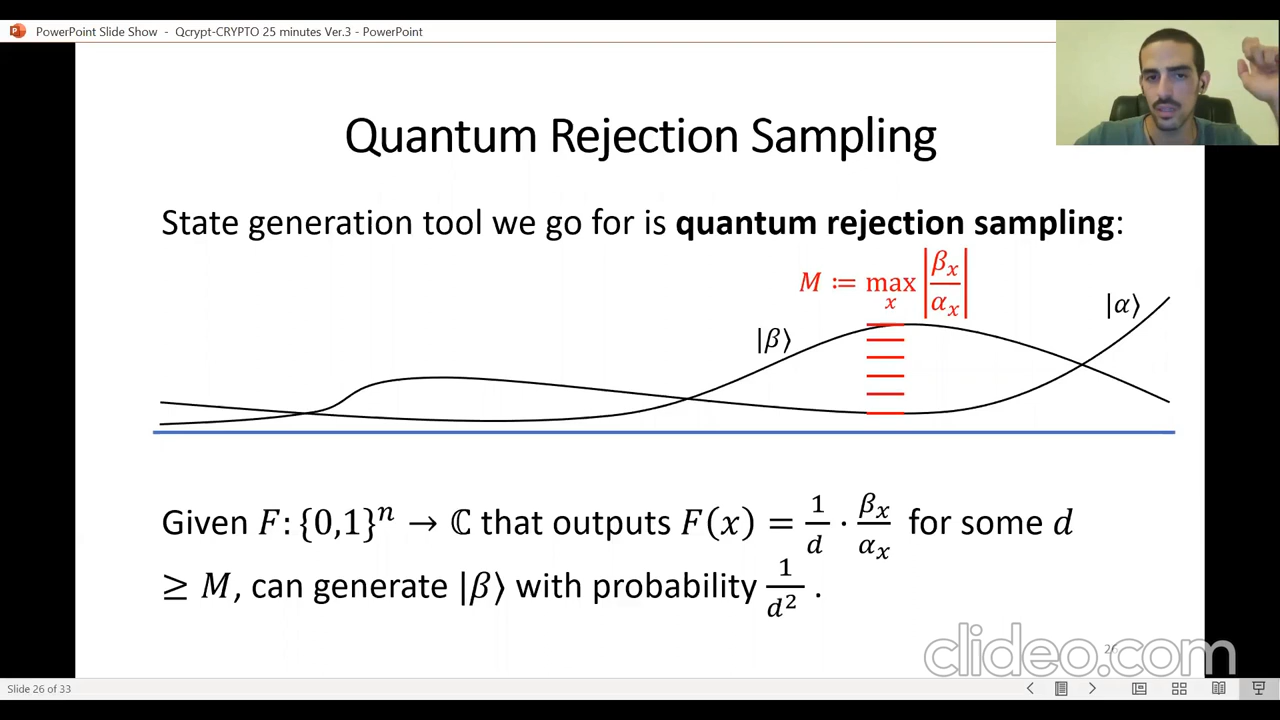 PowerPoint Slide Show - Qcrypt-CRYPTO 25 minutes Ver.3 - PowerPoint
Quantum Rejection Sampling
State generation tool we go for is quantum rejection sampling:
M ≔ max_x |β_x/α_x|
|α⟩
|β⟩
Given F: {0,1}^n → ℂ that outputs F(x) = 1/d · β_x/α_x for some d
≥ M, can generate |β⟩ with probability 1/d² .
26
clideo.com
Slide 26 of 33